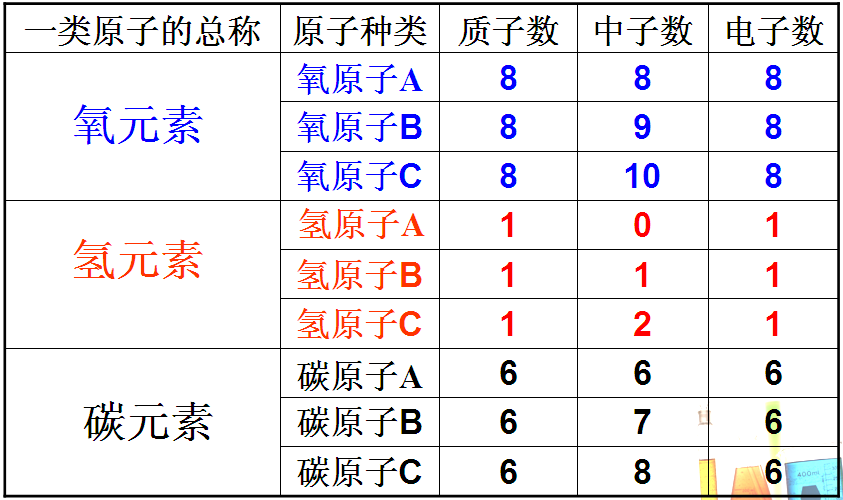 一类原子的总称 原子种类 质子数 中子数 电子数
氧元素
氧原子A 8 8 8
氧原子B 8 9 8
氧原子C 8 10 8
氢元素
氢原子A 1 0 1
氢原子B 1 1 1
氢原子C 1 2 1
碳元素
碳原子A 6 6 6
碳原子B 6 7 6
碳原子C 6 8 6
H
400ml